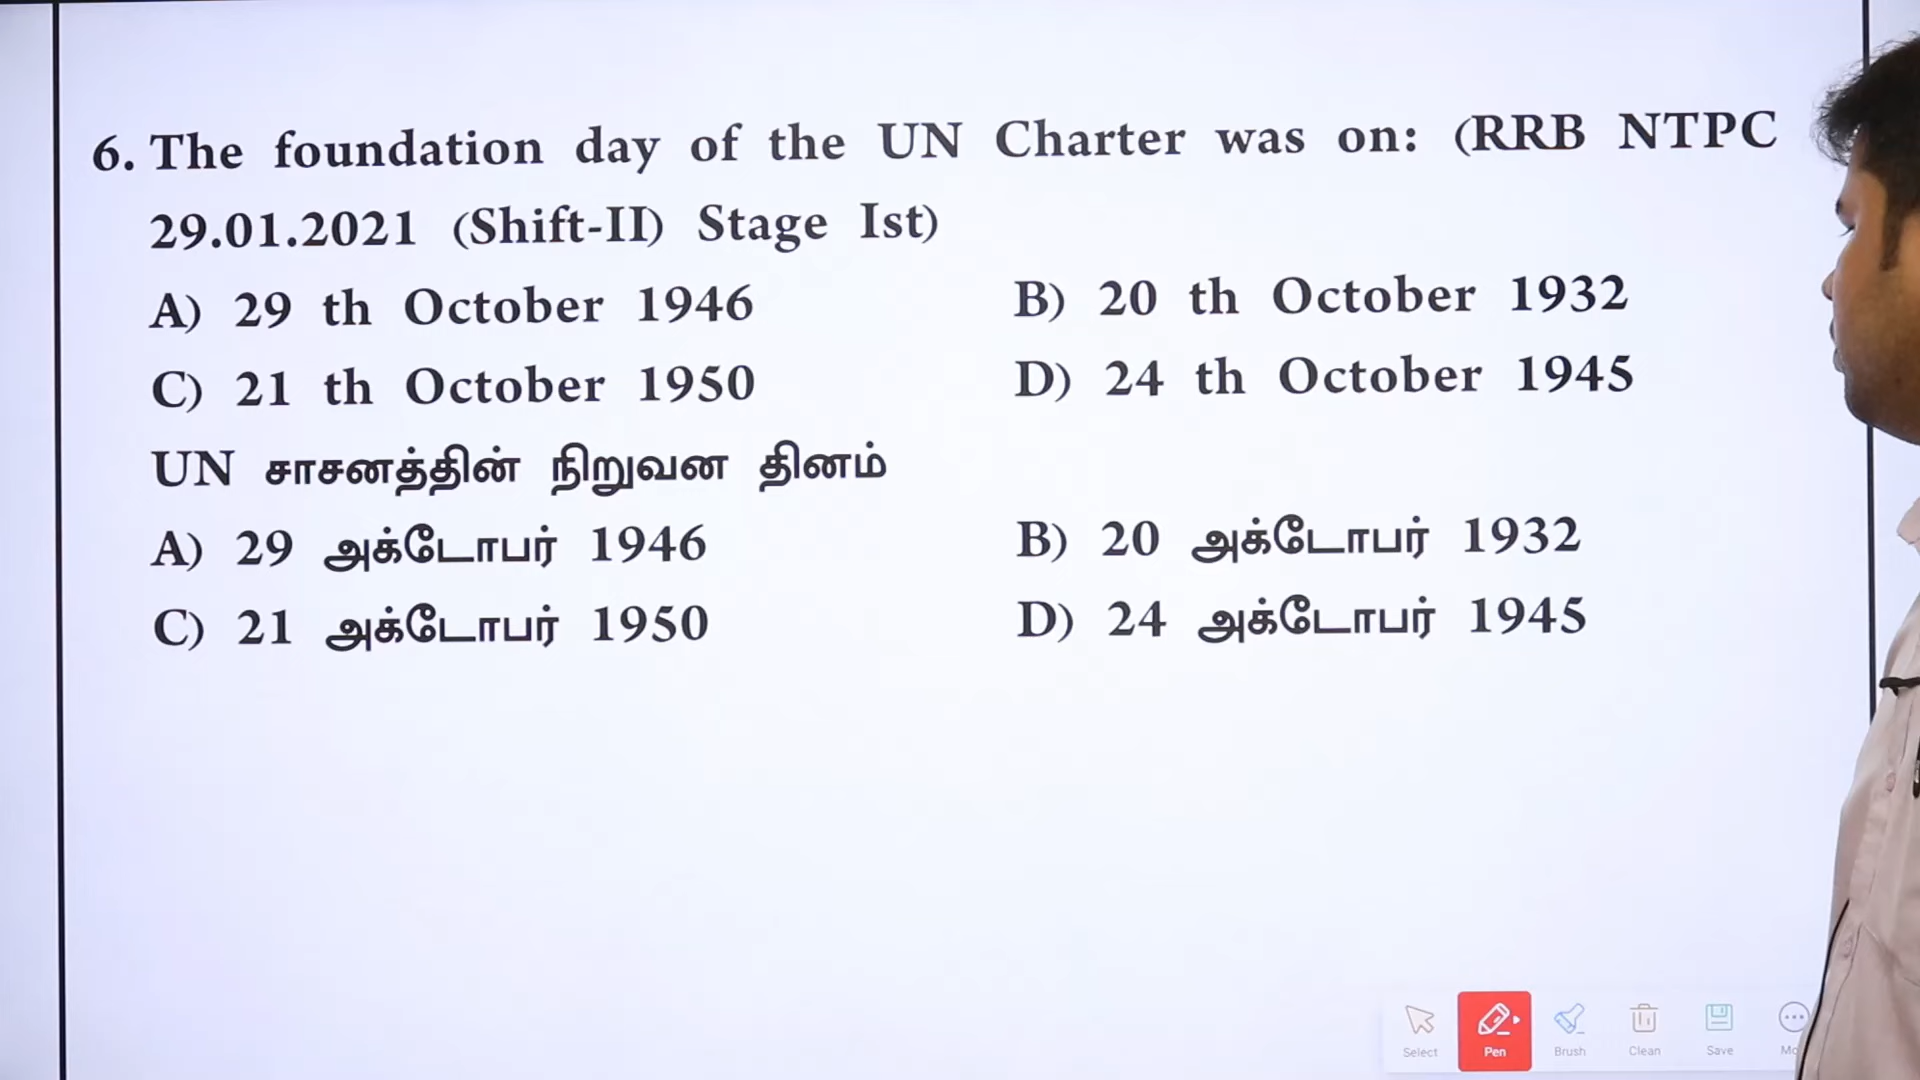 6. The foundation day of the UN Charter was on: (RRB NTPC
29.01.2021 (Shift-II) Stage Ist)
A) 29 th October 1946 B) 20 th October 1932
C) 21 th October 1950 D) 24 th October 1945
UN சாசனத்தின் நிறுவன தினம்
A) 29 அக்டோபர் 1946 B) 20 அக்டோபர் 1932
C) 21 அக்டோபர் 1950 D) 24 அக்டோபர் 1945
Select Pen Brush Clean Save